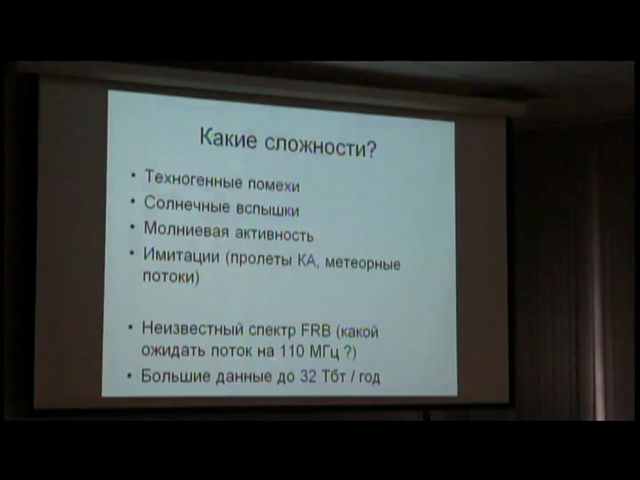 Какие сложности?
• Техногенные помехи
• Солнечные вспышки
• Молниевая активность
• Имитации (пролеты КА, метеорные
потоки)
• Неизвестный спектр FRB (какой
ожидать поток на 110 МГц ?)
• Большие данные до 32 Тбт / год